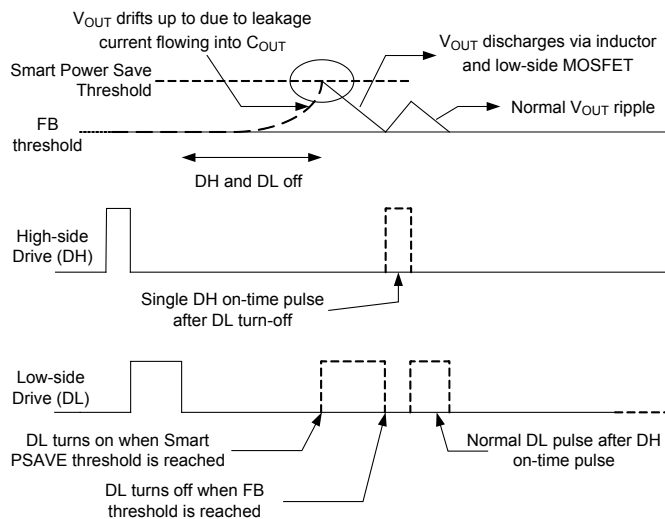 VOUT drifts up to due to leakage
current flowing into COUT
VOUT discharges via inductor
and low-side MOSFET
Smart Power Save
Threshold
Normal VOUT ripple
FB
threshold
DH and DL off
High-side
Drive (DH)
Single DH on-time pulse
after DL turn-off
Low-side
Drive (DL)
DL turns on when Smart
PSAVE threshold is reached
Normal DL pulse after DH
on-time pulse
DL turns off when FB
threshold is reached